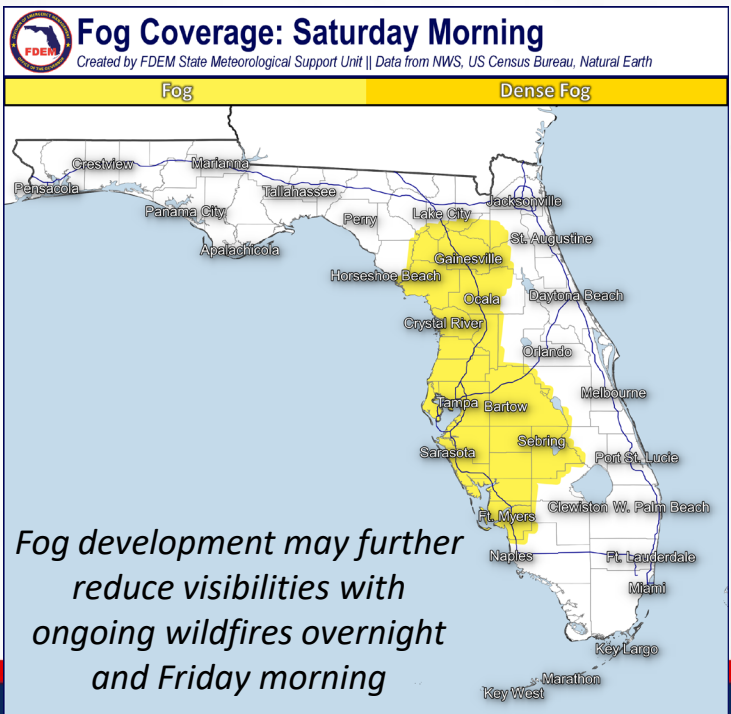 FDEM
Fog Coverage: Saturday Morning
Created by FDEM State Meteorological Support Unit || Data from NWS, US Census Bureau, Natural Earth
Fog
Dense Fog
Crestview
Marianna
Pensacola
Tallahassee
Jacksonville
Panama City
Perry
Lake City
Apalachicola
St. Augustine
Gainesville
Horseshoe Beach
Ocala
Daytona Beach
Crystal River
Orlando
Tampa
Bartow
Melbourne
Sebring
Sarasota
Port St. Lucie
Clewiston
W. Palm Beach
Ft. Myers
Naples
Ft. Lauderdale
Miami
Key Largo
Marathon
Key West
Fog development may further
reduce visibilities with
ongoing wildfires overnight
and Friday morning